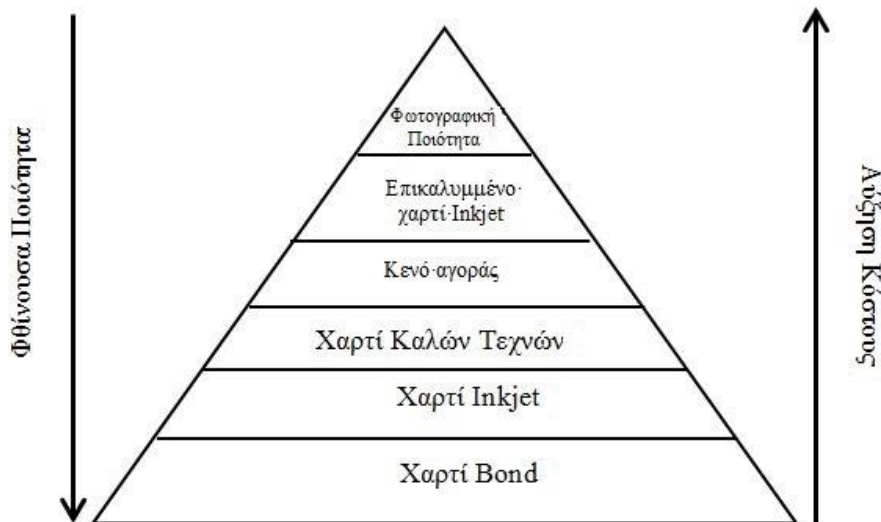 Φθίνουσα Ποιότητα
Φωτογραφική
Ποιότητα
Επικαλυμμένο·
χαρτί·Inkjet
Κενό·αγοράς
Χαρτί Καλών Τεχνών
Χαρτί Inkjet
Χαρτί Bond
Αύξηση Κόστους